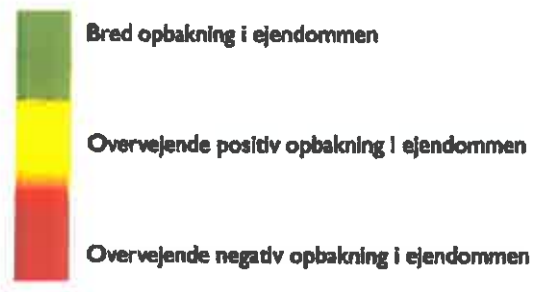 Bred opbakning i ejendommen
Overvejende positiv opbakning i ejendommen
Overvejende negativ opbakning i ejendommen